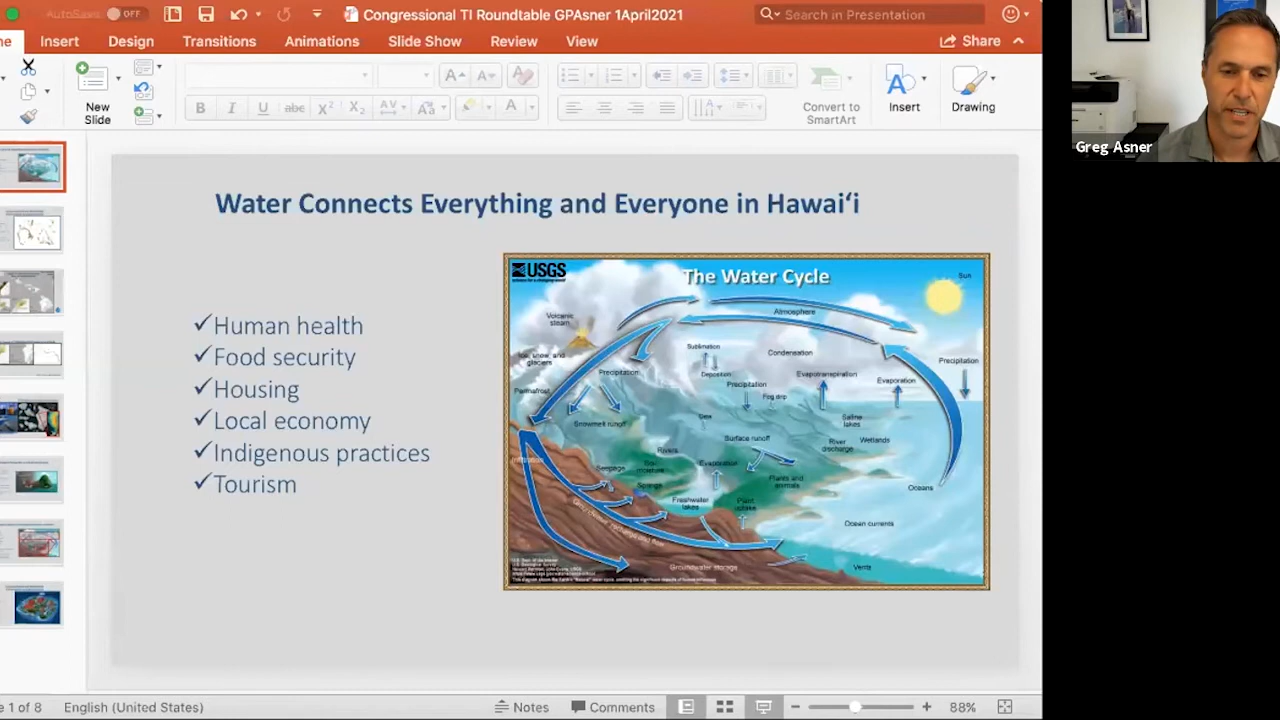 AutoSave OFF
Congressional TI Roundtable GPAsner 1April2021
Search in Presentation
Insert
Design
Transitions
Animations
Slide Show
Review
View
Share
New
Slide
Convert to
SmartArt
Insert
Drawing
Greg Asner
Water Connects Everything and Everyone in Hawai‘i
✓Human health
✓Food security
✓Housing
✓Local economy
✓Indigenous practices
✓Tourism
USGS
The Water Cycle
Sun
Volcanic
steam
Atmosphere
Ice, snow, and
glaciers
Sublimation
Condensation
Precipitation
Precipitation
Deposition
Evapotranspiration
Evaporation
Permafrost
Precipitation
Fog drip
Snowmelt runoff
Saline
lakes
Surface runoff
River
discharge
Wetlands
Rivers
Infiltration
Seepage
Evaporation
Plants and
animals
Oceans
Freshwater
lakes
Plant
uptake
Ocean currents
Groundwater storage
Vents
1 of 8
English (United States)
Notes
Comments
88%